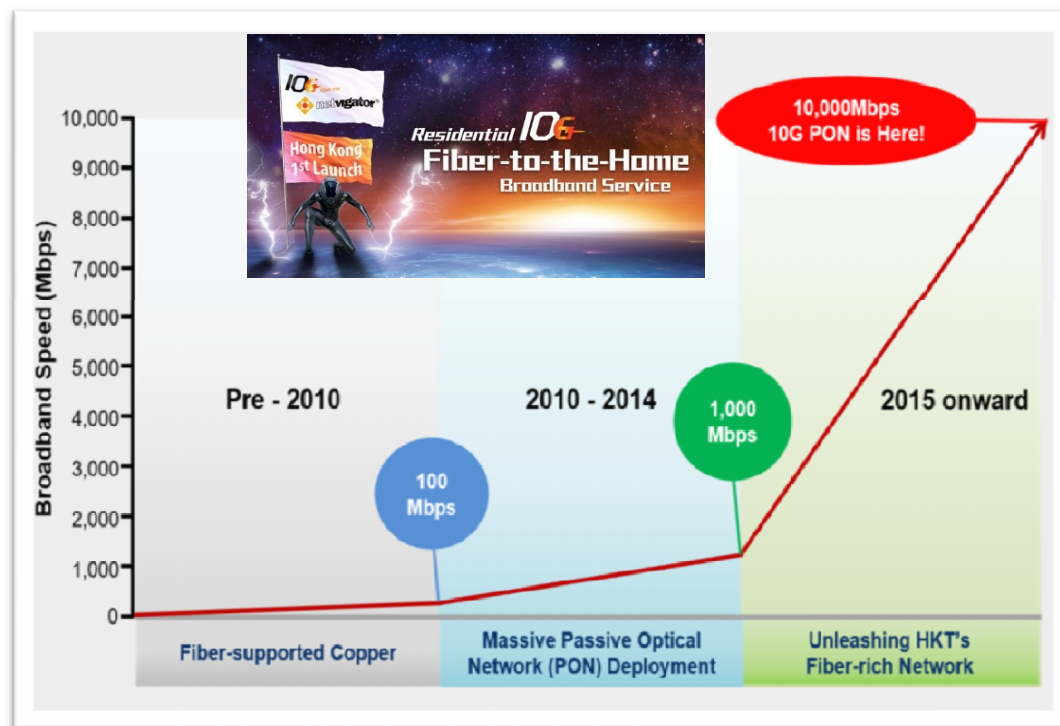 10G
netvigator
Hong Kong
1st Launch
Residential 10G
Fiber-to-the-Home
Broadband Service
10,000Mbps
10G PON is Here!
Broadband Speed (Mbps)
10,000
9,000
8,000
7,000
6,000
5,000
4,000
3,000
2,000
1,000
0
Pre - 2010
2010 - 2014
2015 onward
100
Mbps
1,000
Mbps
Fiber-supported Copper
Massive Passive Optical
Network (PON) Deployment
Unleashing HKT's
Fiber-rich Network